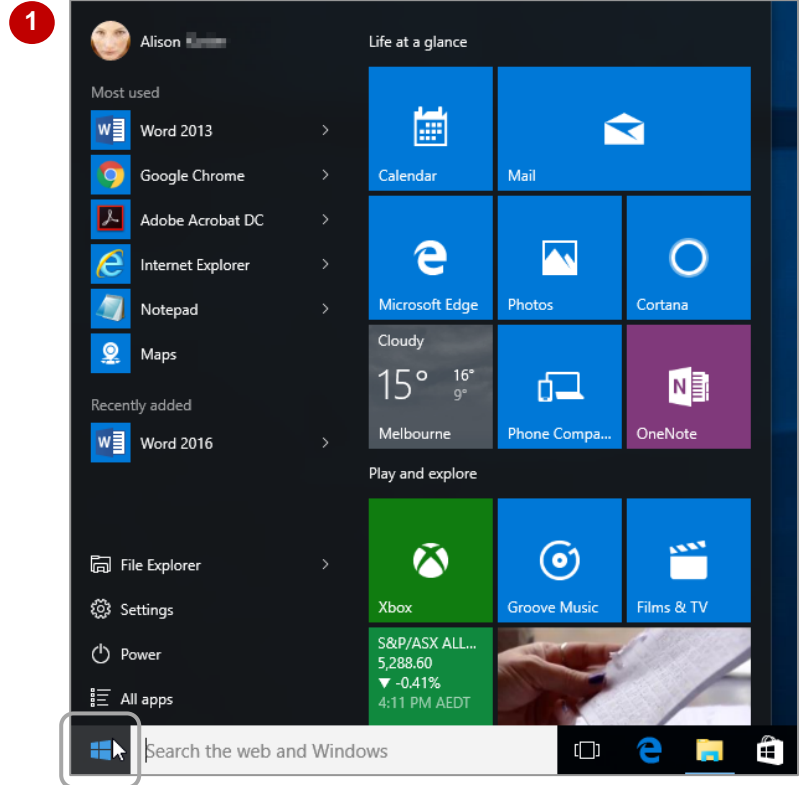 1
Alison
Most used
Word 2013
Google Chrome
Adobe Acrobat DC
Internet Explorer
Notepad
Maps
Recently added
Word 2016
File Explorer
Settings
Power
All apps
Life at a glance
Calendar
Mail
Microsoft Edge
Photos
Cortana
Cloudy
15° 16°
9°
Melbourne
Phone Compa...
OneNote
Play and explore
Xbox
Groove Music
Films & TV
S&P/ASX ALL...
5,288.60
▼ -0.41%
4:11 PM AEDT
Search the web and Windows